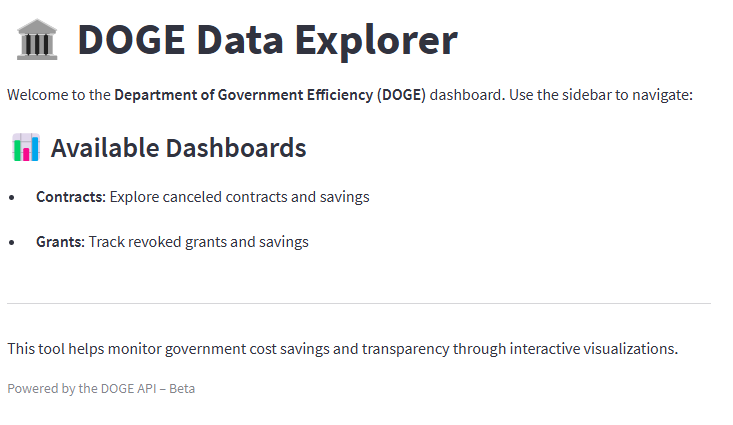 DOGE Data Explorer
Welcome to the Department of Government Efficiency (DOGE) dashboard. Use the sidebar to navigate:
Available Dashboards
• Contracts: Explore canceled contracts and savings
• Grants: Track revoked grants and savings
This tool helps monitor government cost savings and transparency through interactive visualizations.
Powered by the DOGE API – Beta